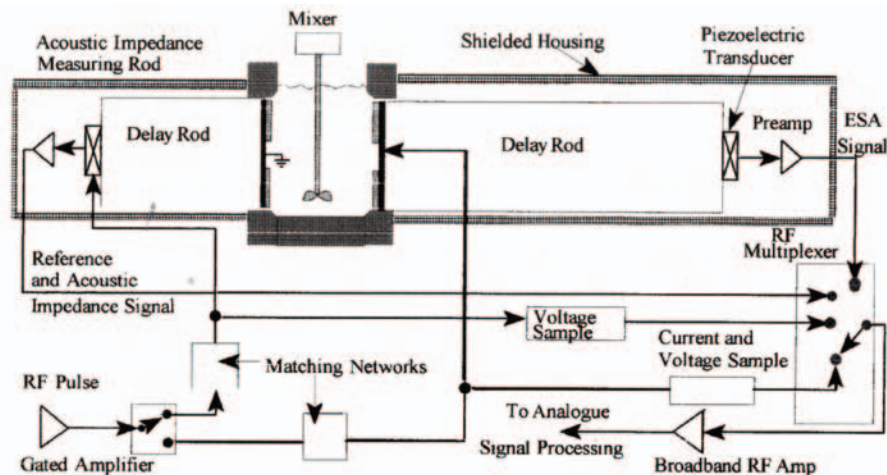 Mixer
Acoustic Impedance
Measuring Rod
Shielded Housing
Piezoelectric
Transducer
Delay Rod
Delay Rod
Preamp
ESA
Signal
Reference
and Acoustic
Impedance Signal
RF
Multiplexer
Voltage
Sample
Current and
Voltage Sample
Matching Networks
RF Pulse
Gated Amplifier
To Analogue
Signal Processing
Broadband RF Amp